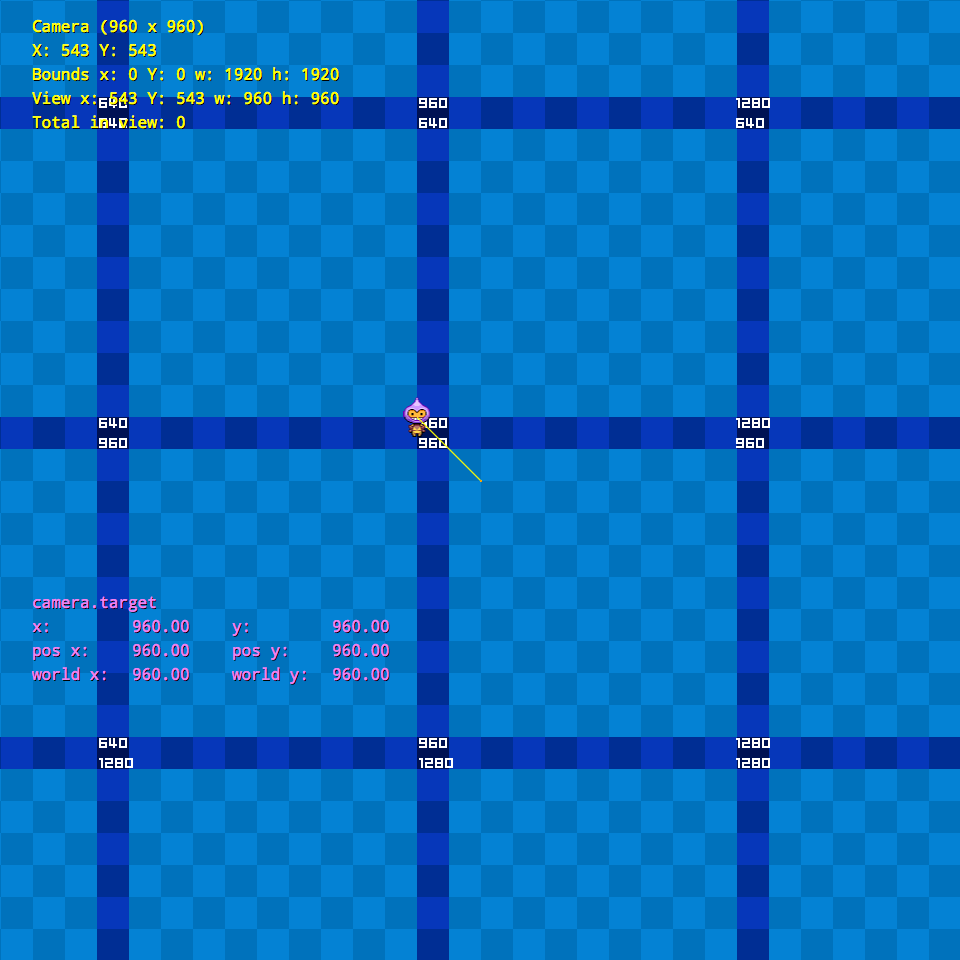 Camera (960 x 960)
X: 543 Y: 543
Bounds x: 0 Y: 0 w: 1920 h: 1920
View x: 543 Y: 543 w: 960 h: 960
640 960 1280
Total in view: 0
640 640 640
640 960 1280
960 960 960
camera.target
x: 960.00 y: 960.00
pos x: 960.00 pos y: 960.00
world x: 960.00 world y: 960.00
640 960 1280
1280 1280 1280